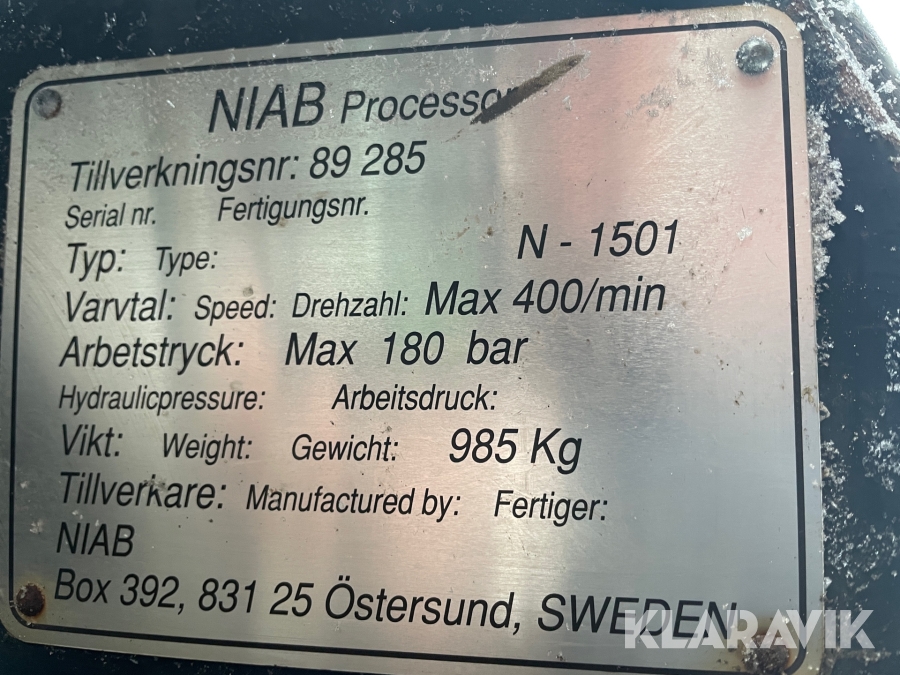 NIAB Processor
Tillverkningsnr: 89 285
Serial nr. Fertigungsnr.
Typ: Type: N - 1501
Varvtal: Speed: Drehzahl: Max 400/min
Arbetstryck: Max 180 bar
Hydraulicpressure: Arbeitsdruck:
Vikt: Weight: Gewicht: 985 Kg
Tillverkare: Manufactured by: Fertiger:
NIAB
Box 392, 831 25 Östersund, SWEDEN
KLARAVIK